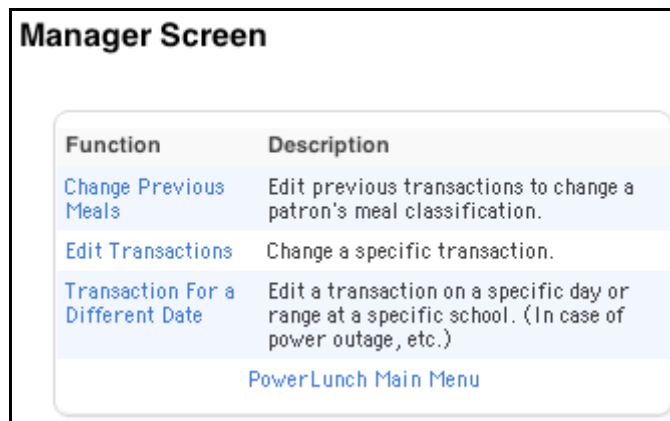 Manager Screen
Function Description
Change Previous Edit previous transactions to change a
Meals patron's meal classification.
Edit Transactions Change a specific transaction.
Transaction For a Edit a transaction on a specific day or
Different Date range at a specific school. (In case of
power outage, etc.)
PowerLunch Main Menu